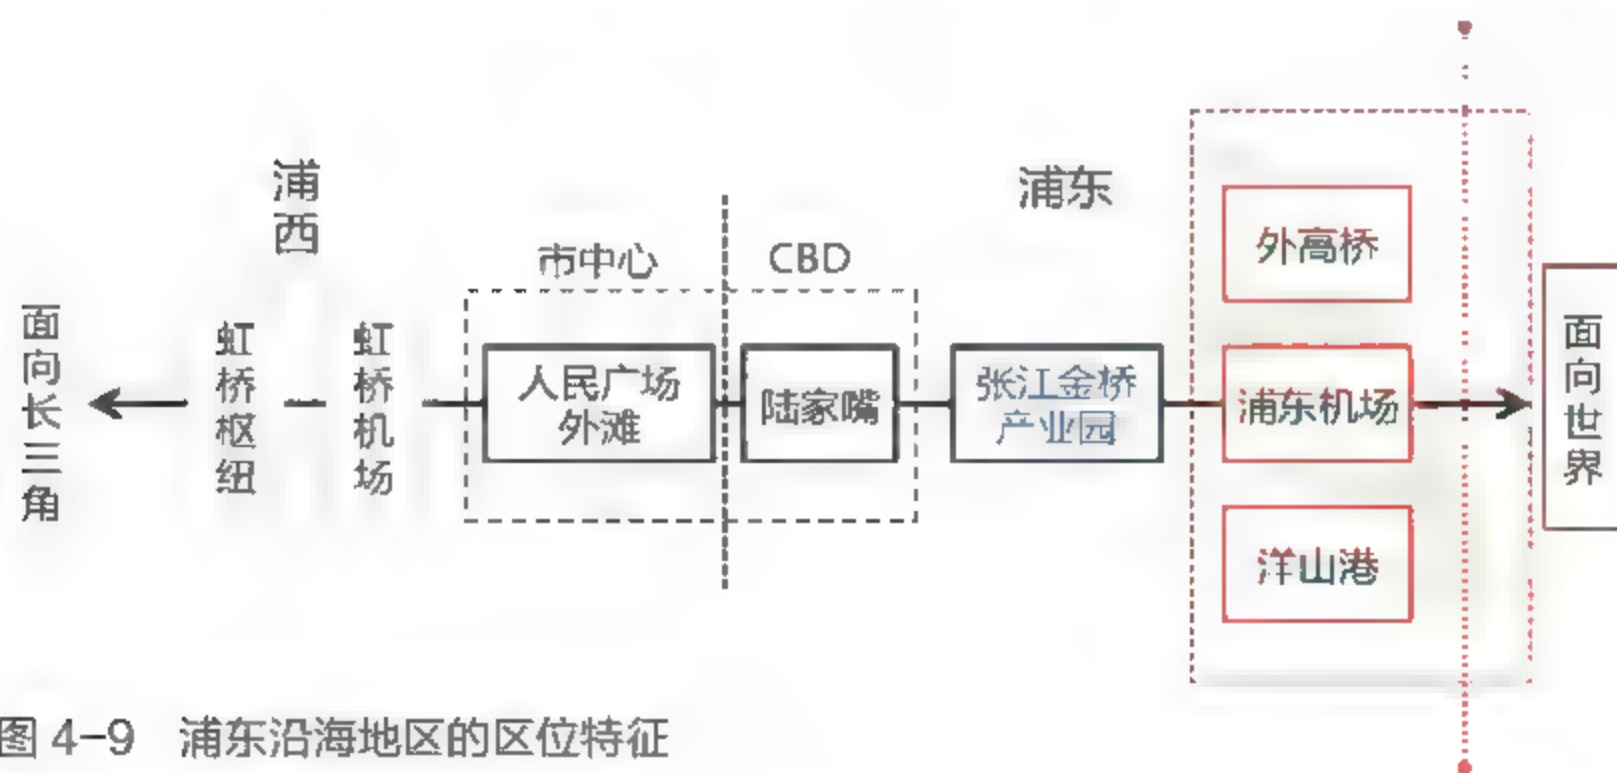 浦西
浦东
市中心
CBD
面向长三角
虹桥枢纽
虹桥机场
人民广场
外滩
陆家嘴
张江金桥
产业园
外高桥
浦东机场
洋山港
面向世界
图 4-9 浦东沿海地区的区位特征